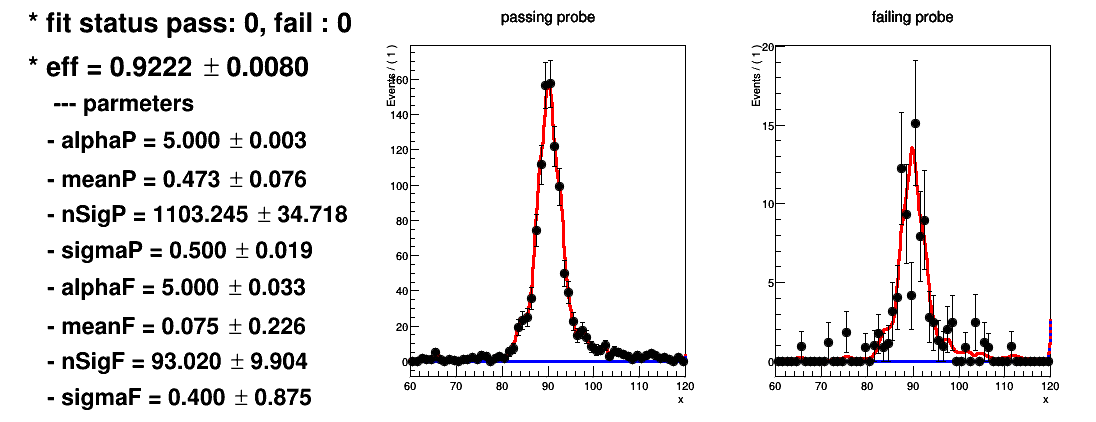 * fit status pass: 0, fail : 0
* eff = 0.9222 ± 0.0080
--- parmeters
- alphaP = 5.000 ± 0.003
- meanP = 0.473 ± 0.076
- nSigP = 1103.245 ± 34.718
- sigmaP = 0.500 ± 0.019
- alphaF = 5.000 ± 0.033
- meanF = 0.075 ± 0.226
- nSigF = 93.020 ± 9.904
- sigmaF = 0.400 ± 0.875
passing probe
Events / ( 1 )
160
140
120
100
80
60
40
20
0
60 70 80 90 100 110 120
x
failing probe
Events / ( 1 )
20
15
10
5
0
60 70 80 90 100 110 120
x